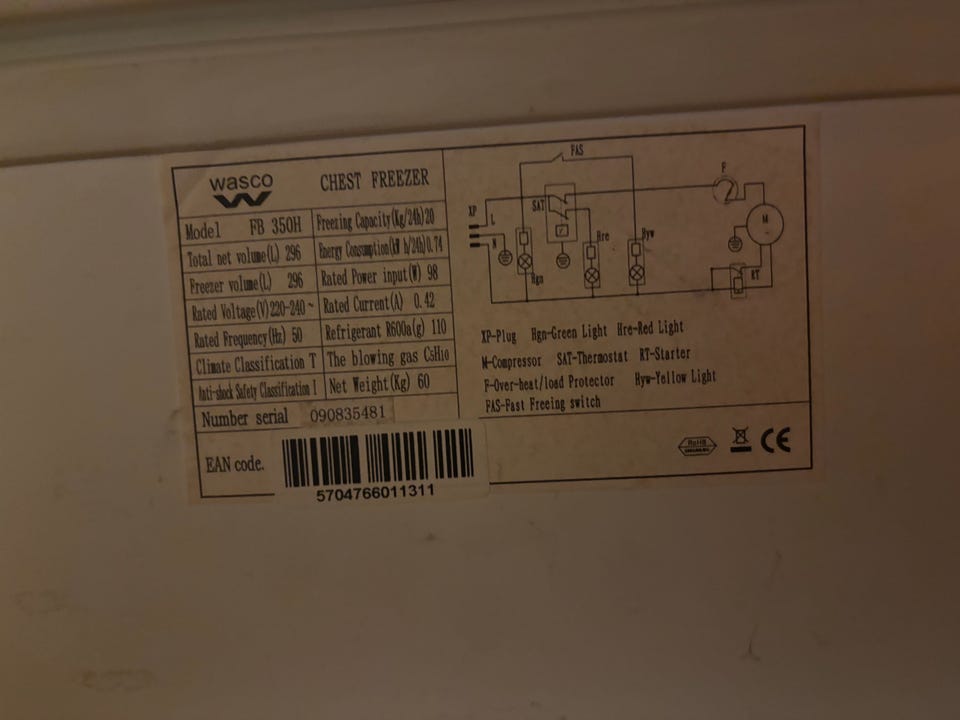 wasco
CHEST FREEZER
Model FB 350H
Freezing Capacity(Kg/24h)20
Total net volume(L) 296
Energy Consumption(kW h/24h)0.74
Freezer volume(L) 296
Rated Power input(W) 98
Rated Voltage(V)220-240~
Rated Current(A) 0.42
Rated Frequency(Hz) 50
Refrigerant R600a(g) 110
Climate Classification T
The blowing gas C5H10
Anti-shock Safety Classification I
Net Weight(Kg) 60
Number serial 090835481
EAN code.
5704766011311
FAS
F
XP
L
SAT
M
N
Hre
Hyw
Hgn
RT
XP-Plug Hgn-Green Light Hre-Red Light
M-Compressor SAT-Thermostat RT-Starter
F-Over-heat/load Protector Hyw-Yellow Light
FAS-Fast Freeing switch
RoHS
CE